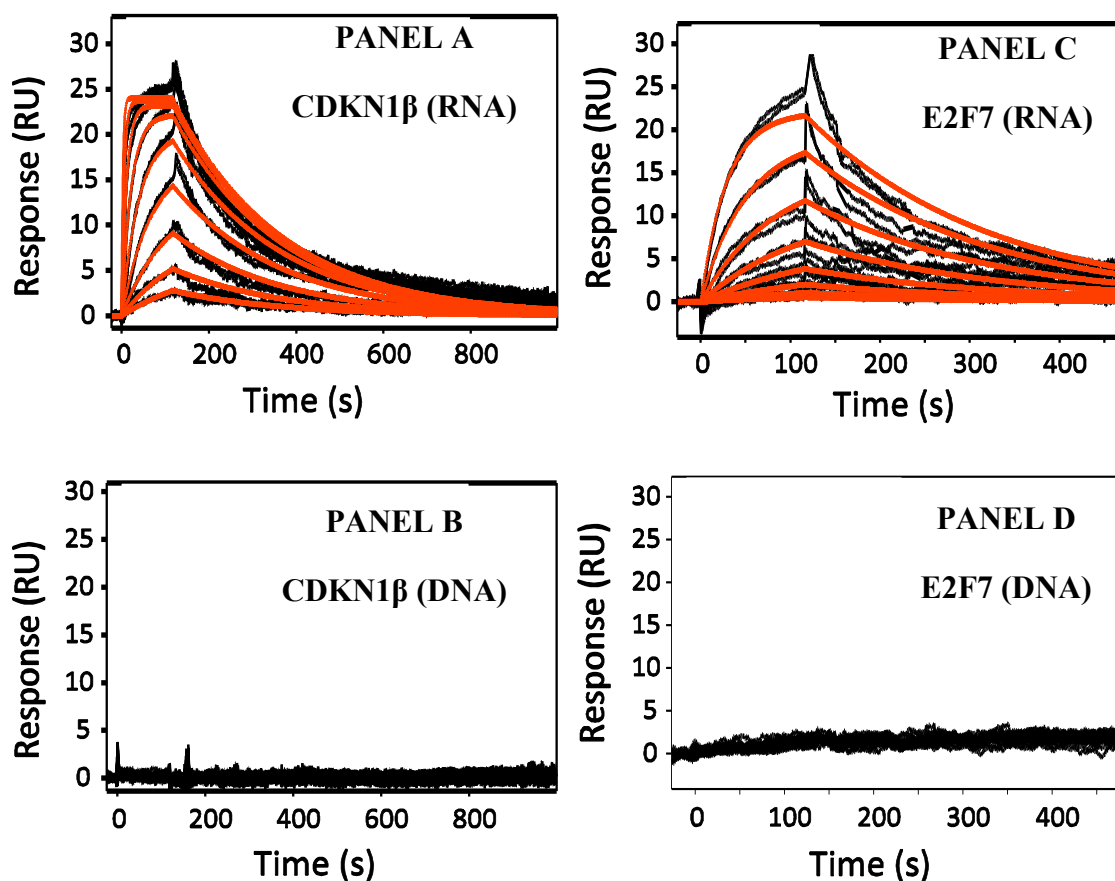 PANEL A
CDKN1β (RNA)
Response (RU)
30
25
20
15
10
5
0
0 200 400 600 800
Time (s)
PANEL C
E2F7 (RNA)
Response (RU)
30
25
20
15
10
5
0
0 100 200 300 400
Time (s)
PANEL B
CDKN1β (DNA)
Response (RU)
30
25
20
15
10
5
0
0 200 400 600 800
Time (s)
PANEL D
E2F7 (DNA)
Response (RU)
30
25
20
15
10
5
0
0 100 200 300 400
Time (s)